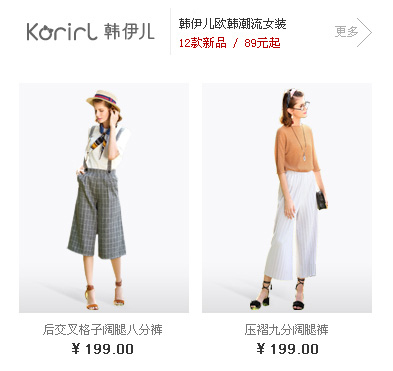 Korirl 韩伊儿
韩伊儿欧韩潮流女装
12款新品 / 89元起
更多
后交叉格子阔腿八分裤
¥ 199.00
压褶九分阔腿裤
¥ 199.00